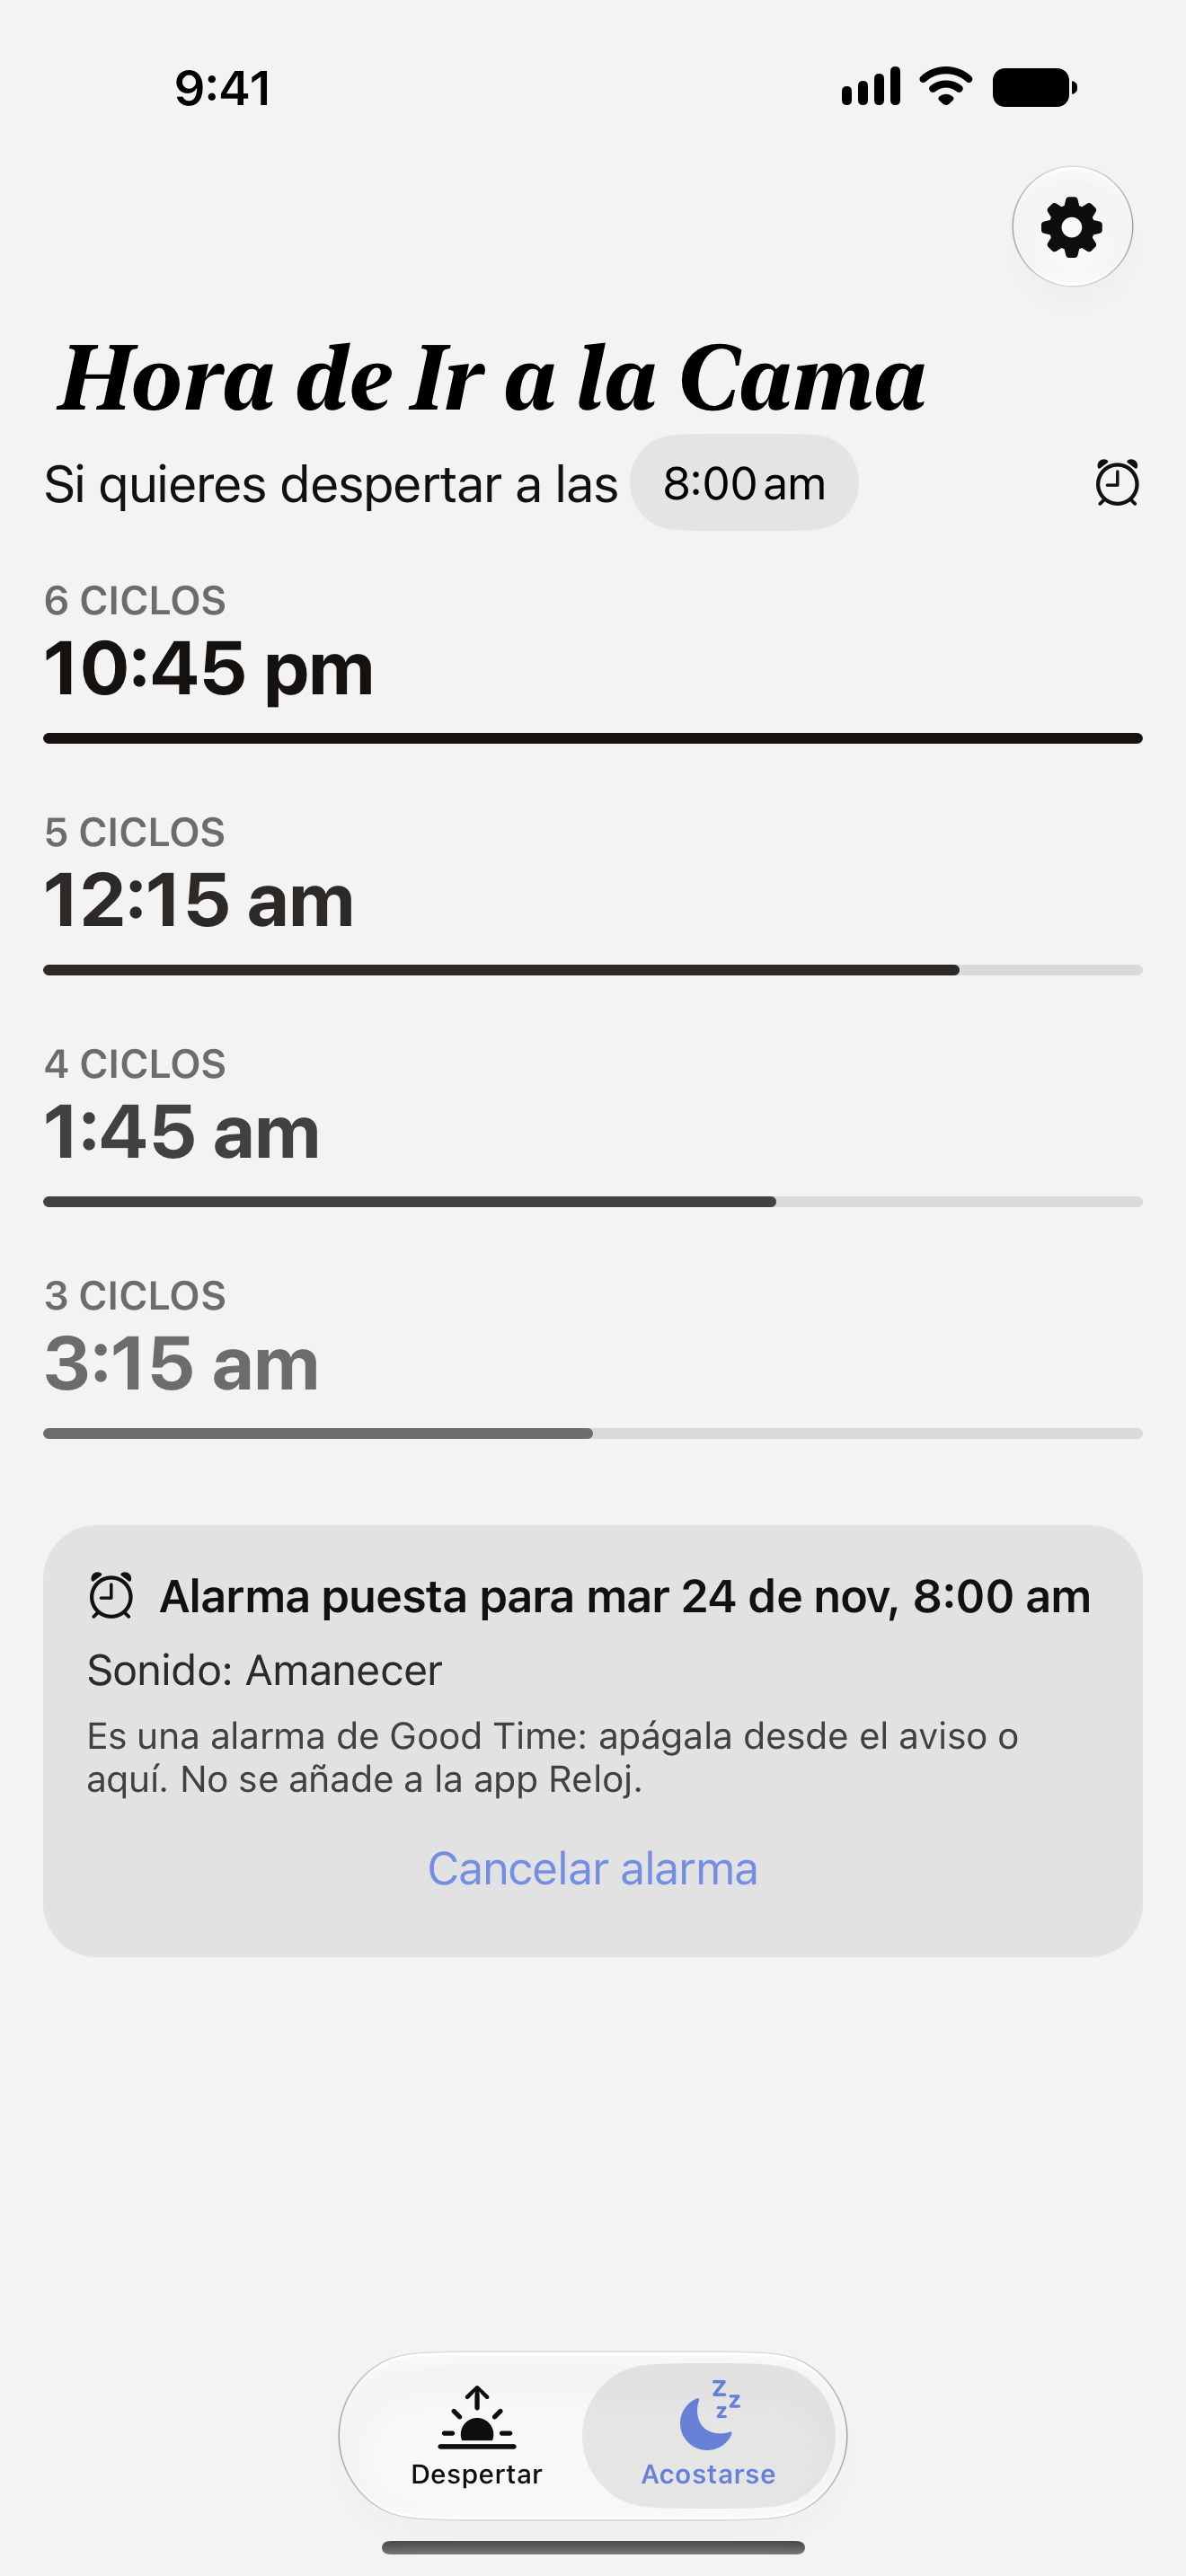 9:41
Hora de Ir a la Cama
Si quieres despertar a las 8:00 am
6 CICLOS
10:45 pm
5 CICLOS
12:15 am
4 CICLOS
1:45 am
3 CICLOS
3:15 am
Alarma puesta para mar 24 de nov, 8:00 am
Sonido: Amanecer
Es una alarma de Good Time: apágala desde el aviso o
aquí. No se añade a la app Reloj.
Cancelar alarma
z z z
Despertar
Acostarse